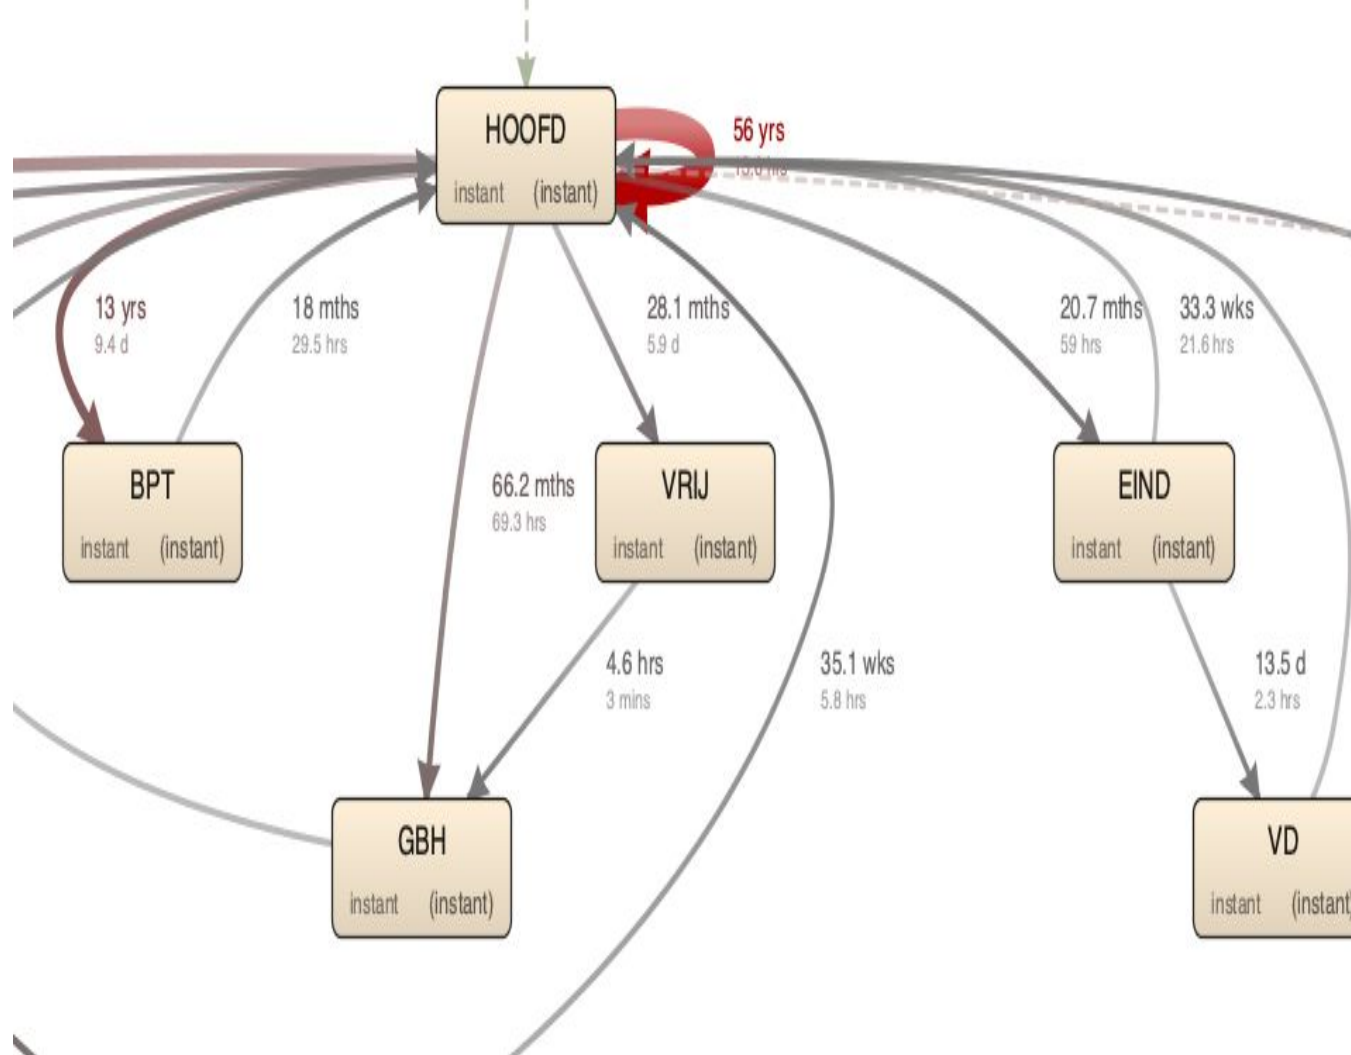 HOOFD
instant (instant)
56 yrs
13 yrs
9.4 d
18 mths
29.5 hrs
28.1 mths
5.9 d
20.7 mths
59 hrs
33.3 wks
21.6 hrs
BPT
instant (instant)
66.2 mths
69.3 hrs
VRIJ
instant (instant)
EIND
instant (instant)
4.6 hrs
3 mins
35.1 wks
5.8 hrs
13.5 d
2.3 hrs
GBH
instant (instant)
VD
instant (instant)